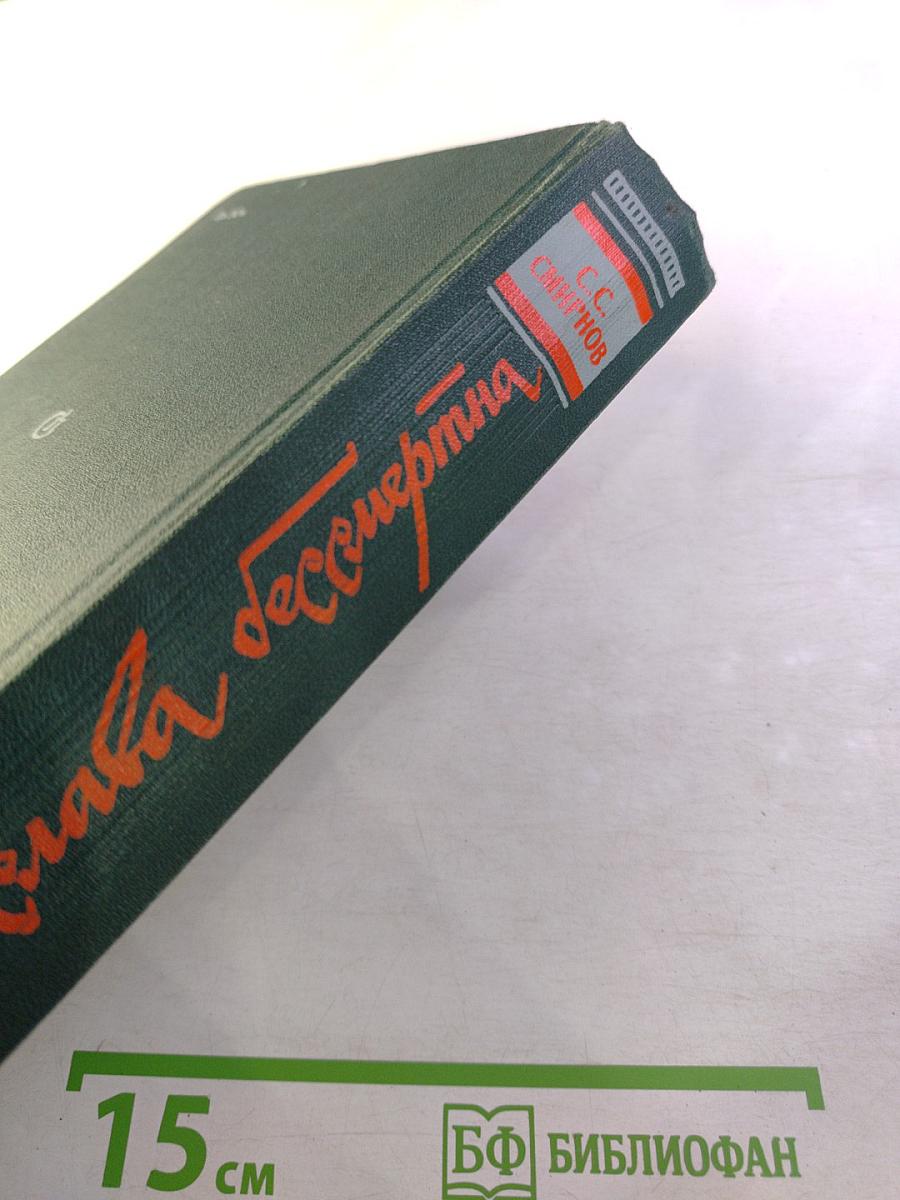 С.С.
СМИРНОВ
слава бессмертна
15 см
БФ БИБЛИОФАН